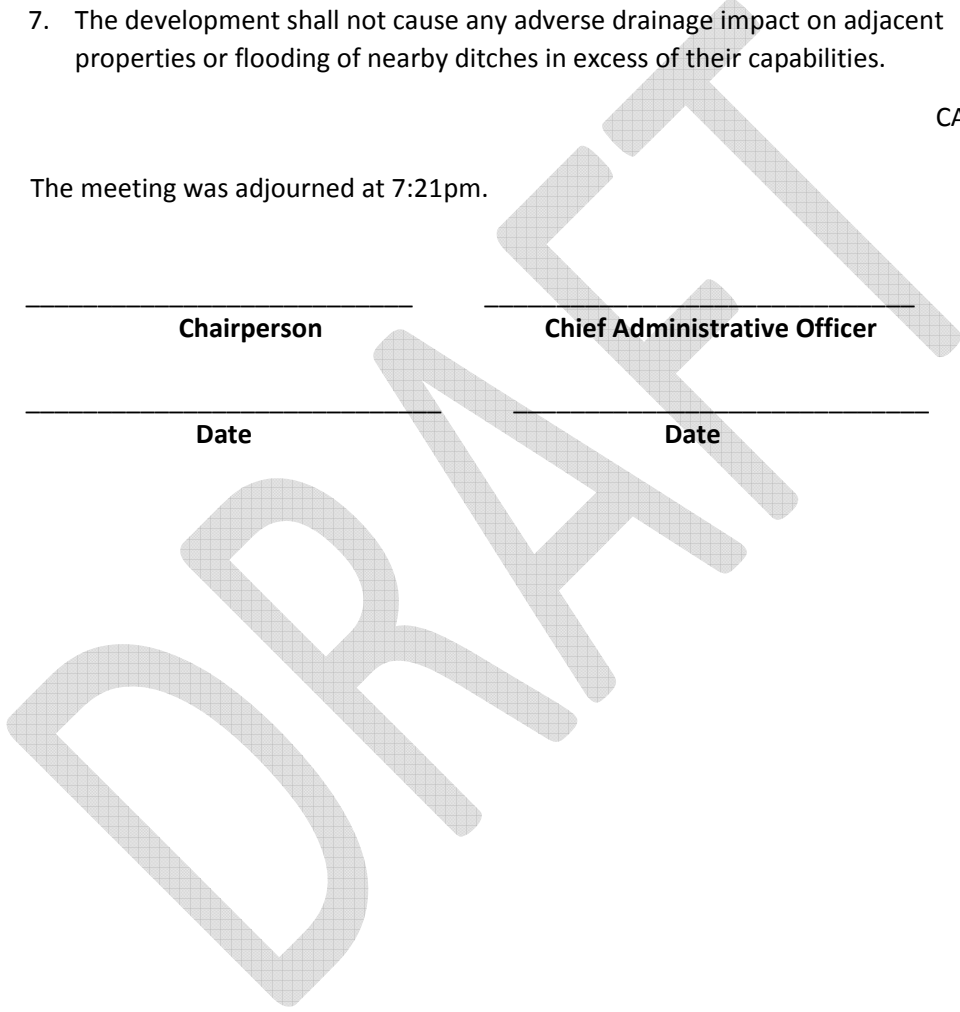 7. The development shall not cause any adverse drainage impact on adjacent
properties or flooding of nearby ditches in excess of their capabilities.
The meeting was adjourned at 7:21pm.
Chairperson Chief Administrative Officer
Date Date
DRAFT